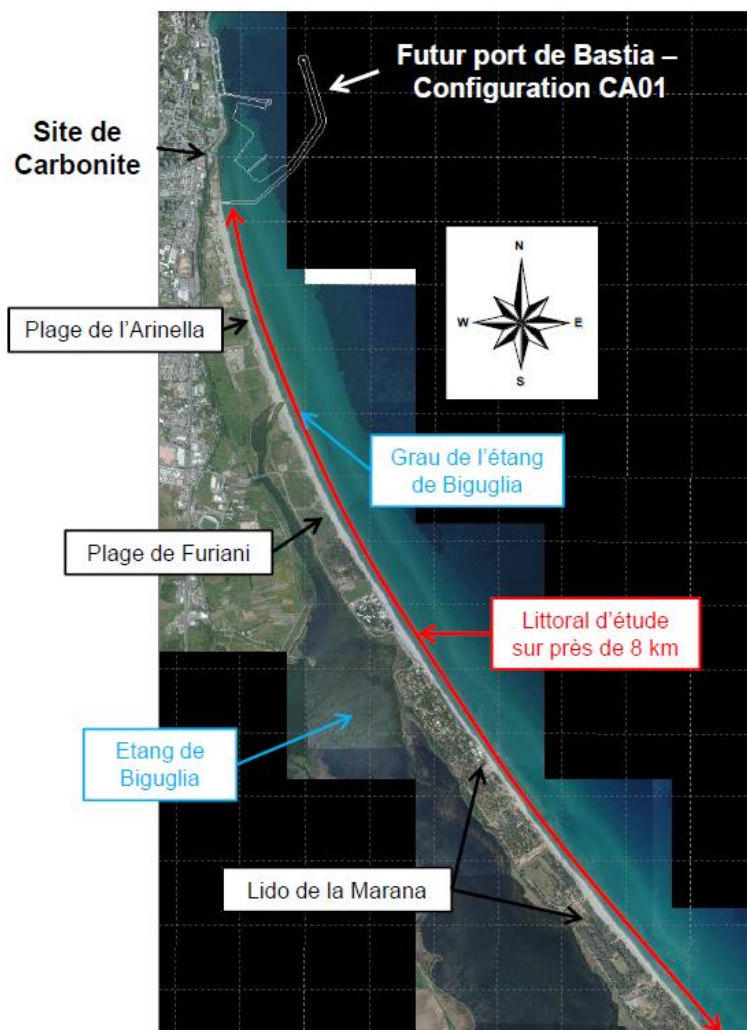 Futur port de Bastia –
Configuration CA01
Site de
Carbonite
N
W
E
S
Plage de l’Arinella
Grau de l’étang
de Biguglia
Plage de Furiani
Littoral d’étude
sur près de 8 km
Etang de
Biguglia
Lido de la Marana